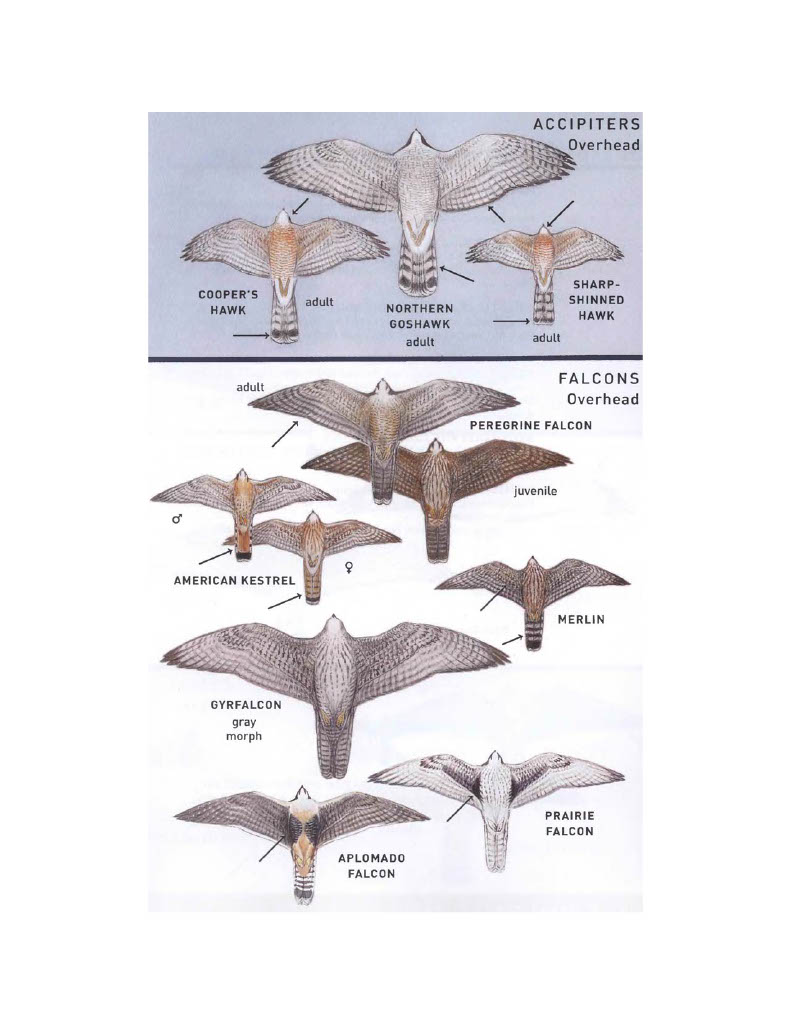 ACCIPITERS
Overhead
COOPER'S
HAWK
adult
NORTHERN
GOSHAWK
adult
SHARP-
SHINNED
HAWK
adult
FALCONS
Overhead
adult
PEREGRINE FALCON
juvenile
♂
AMERICAN KESTREL
♀
MERLIN
GYRFALCON
gray
morph
PRAIRIE
FALCON
APLOMADO
FALCON